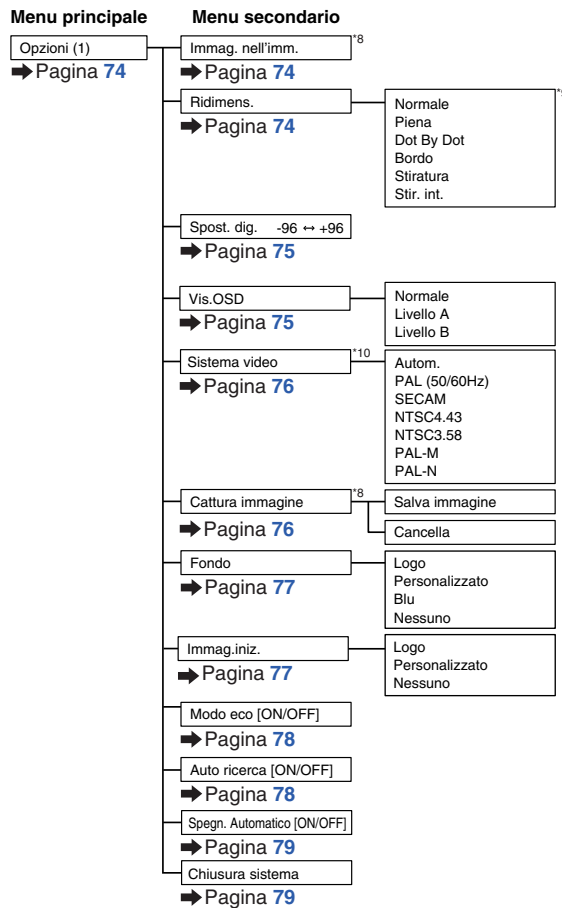 Menu principale Menu secondario
Opzioni (1)
➡ Pagina 74
Immag. nell'imm. *8
➡ Pagina 74
Ridimens.
➡ Pagina 74
Normale
Piena
Dot By Dot
Bordo
Stiratura
Stir. int.
Spost. dig. -96 ↔ +96
➡ Pagina 75
Vis.OSD
➡ Pagina 75
Normale
Livello A
Livello B
Sistema video *10
➡ Pagina 76
Autom.
PAL (50/60Hz)
SECAM
NTSC4.43
NTSC3.58
PAL-M
PAL-N
Cattura immagine *8
➡ Pagina 76
Salva immagine
Cancella
Fondo
➡ Pagina 77
Logo
Personalizzato
Blu
Nessuno
Immag.iniz.
➡ Pagina 77
Logo
Personalizzato
Nessuno
Modo eco [ON/OFF]
➡ Pagina 78
Auto ricerca [ON/OFF]
➡ Pagina 78
Spegn. Automatico [ON/OFF]
➡ Pagina 79
Chiusura sistema
➡ Pagina 79